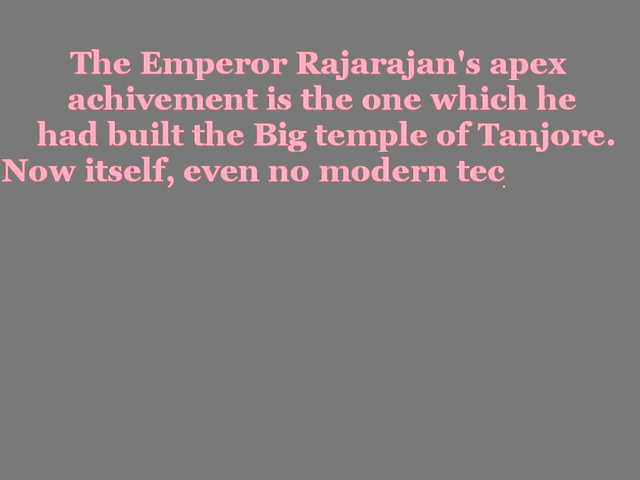 The Emperor Rajarajan's apex
achivement is the one which he
had built the Big temple of Tanjore.
Now itself, even no modern tec